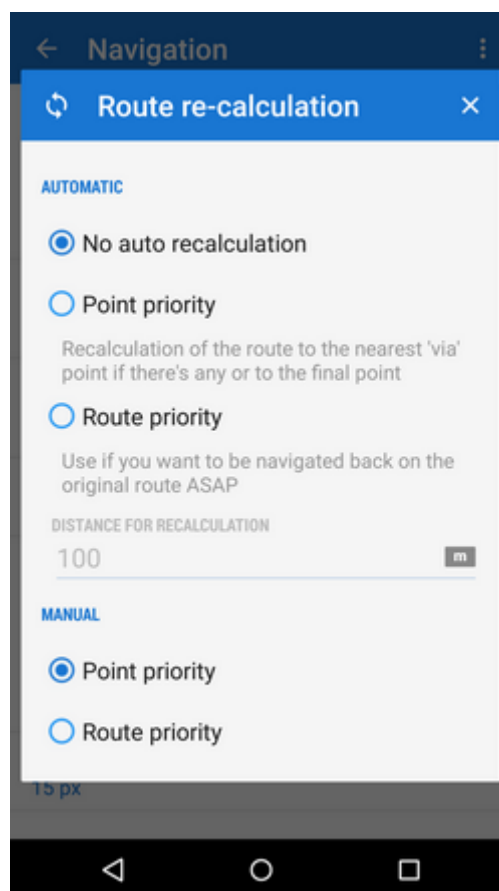 Navigation
Route re-calculation
AUTOMATIC
No auto recalculation
Point priority
Recalculation of the route to the nearest 'via'
point if there's any or to the final point
Route priority
Use if you want to be navigated back on the
original route ASAP
DISTANCE FOR RECALCULATION
100 m
MANUAL
Point priority
Route priority
15 px